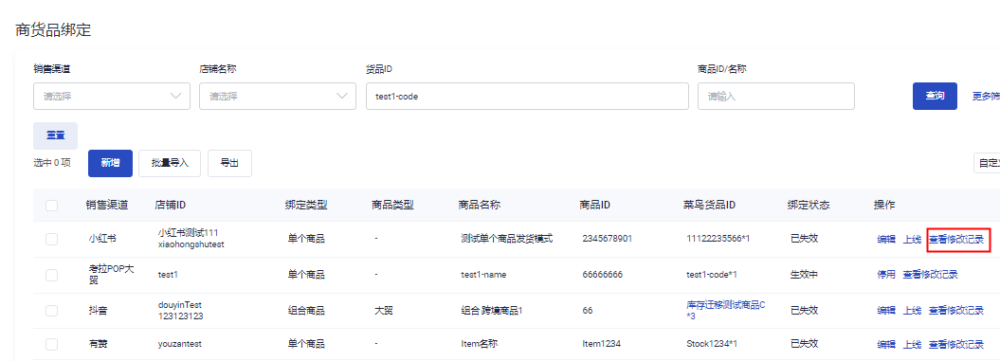 商货品绑定
销售渠道 店铺名称 货品ID 商品ID/名称
请选择 请选择 test1-code 请输入 查询 更多筛
重置
选中 0 项 新增 批量导入 导出 自定义
销售渠道 店铺ID 绑定类型 商品类型 商品名称 商品ID 菜鸟货品ID 绑定状态 操作
小红书 小红书测试111 单个商品 - 测试单个商品发货模式 2345678901 11122235566*1 已失效 编辑 上线 查看修改记录
xiaohongshutest
考拉POP大 test1 单个商品 - test1-name 66666666 test1-code*1 生效中 停用 查看修改记录
贸
抖音 douyinTest 组合商品 大贸 组合 跨境商品1 66 库存迁移测试商品C 已失效 编辑 上线 查看修改记录
123123123 *3
有赞 youzantest 单个商品 - Item名称 Item1234 Stook1234*1 已失效 编辑 上线 查看修改记录